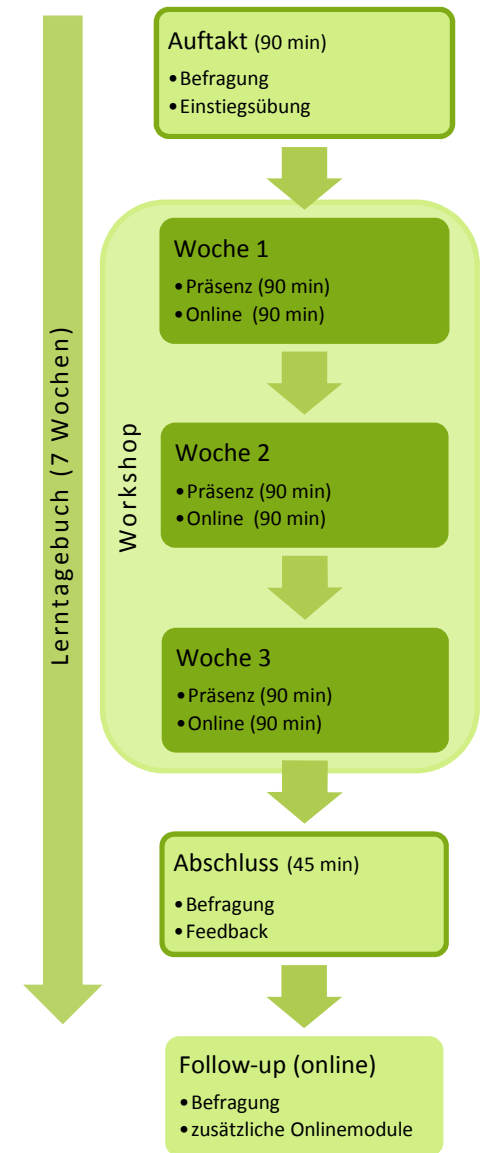 Lerntagebuch (7 Wochen)
Auftakt (90 min)
•Befragung
•Einstiegsübung
Workshop
Woche 1
•Präsenz (90 min)
•Online (90 min)
Woche 2
•Präsenz (90 min)
•Online (90 min)
Woche 3
•Präsenz (90 min)
•Online (90 min)
Abschluss (45 min)
•Befragung
•Feedback
Follow-up (online)
•Befragung
•zusätzliche Onlinemodule